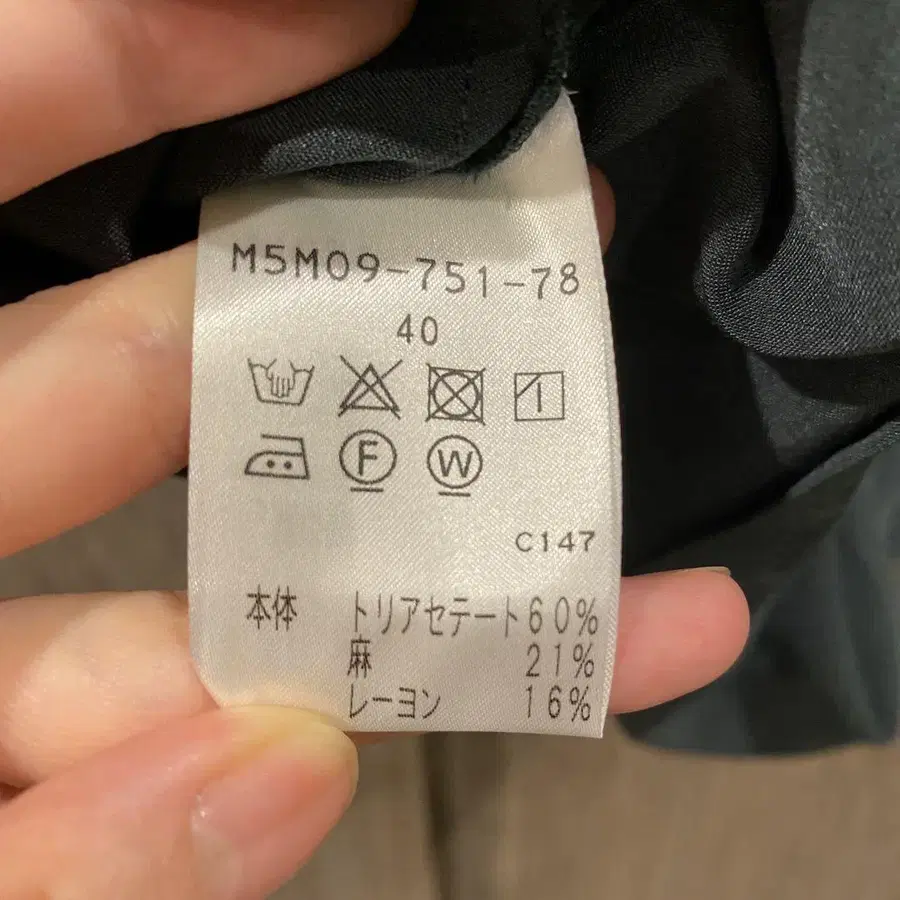 M5M09-751-78
40
F W
C147
本体 トリアセテート60%
麻 21%
レーヨン 16%